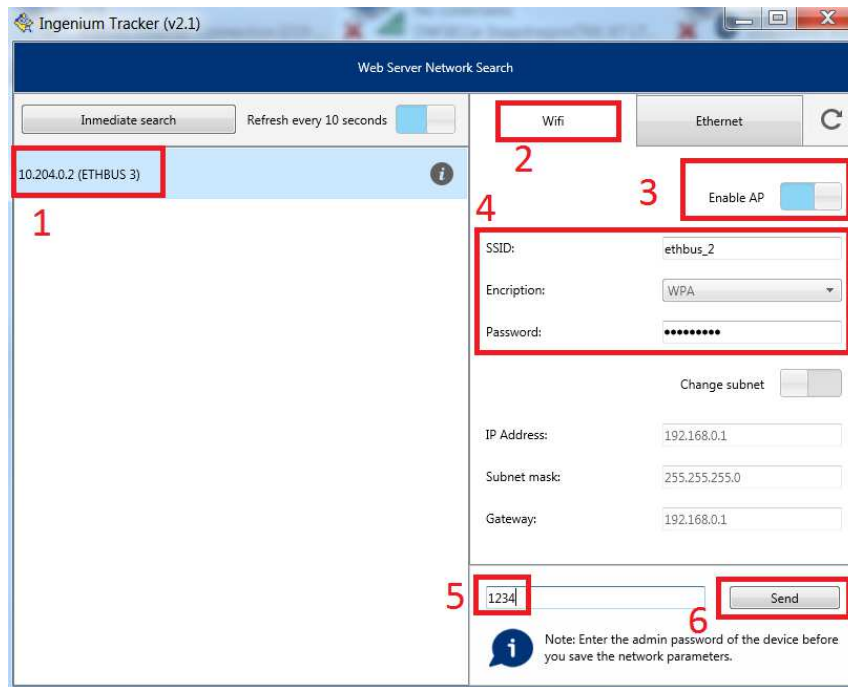 Ingenium Tracker (v2.1)
Web Server Network Search
Inmediate search
Refresh every 10 seconds
Wifi
Ethernet
2
10.204.0.2 (ETHBUS 3)
i
1
3
Enable AP
4
SSID:
ethbus_2
Encription:
WPA
Password:
•••••••••
Change subnet
IP Address:
192.168.0.1
Subnet mask:
255.255.255.0
Gateway:
192.168.0.1
5
1234
Send
6
i
Note: Enter the admin password of the device before
you save the network parameters.